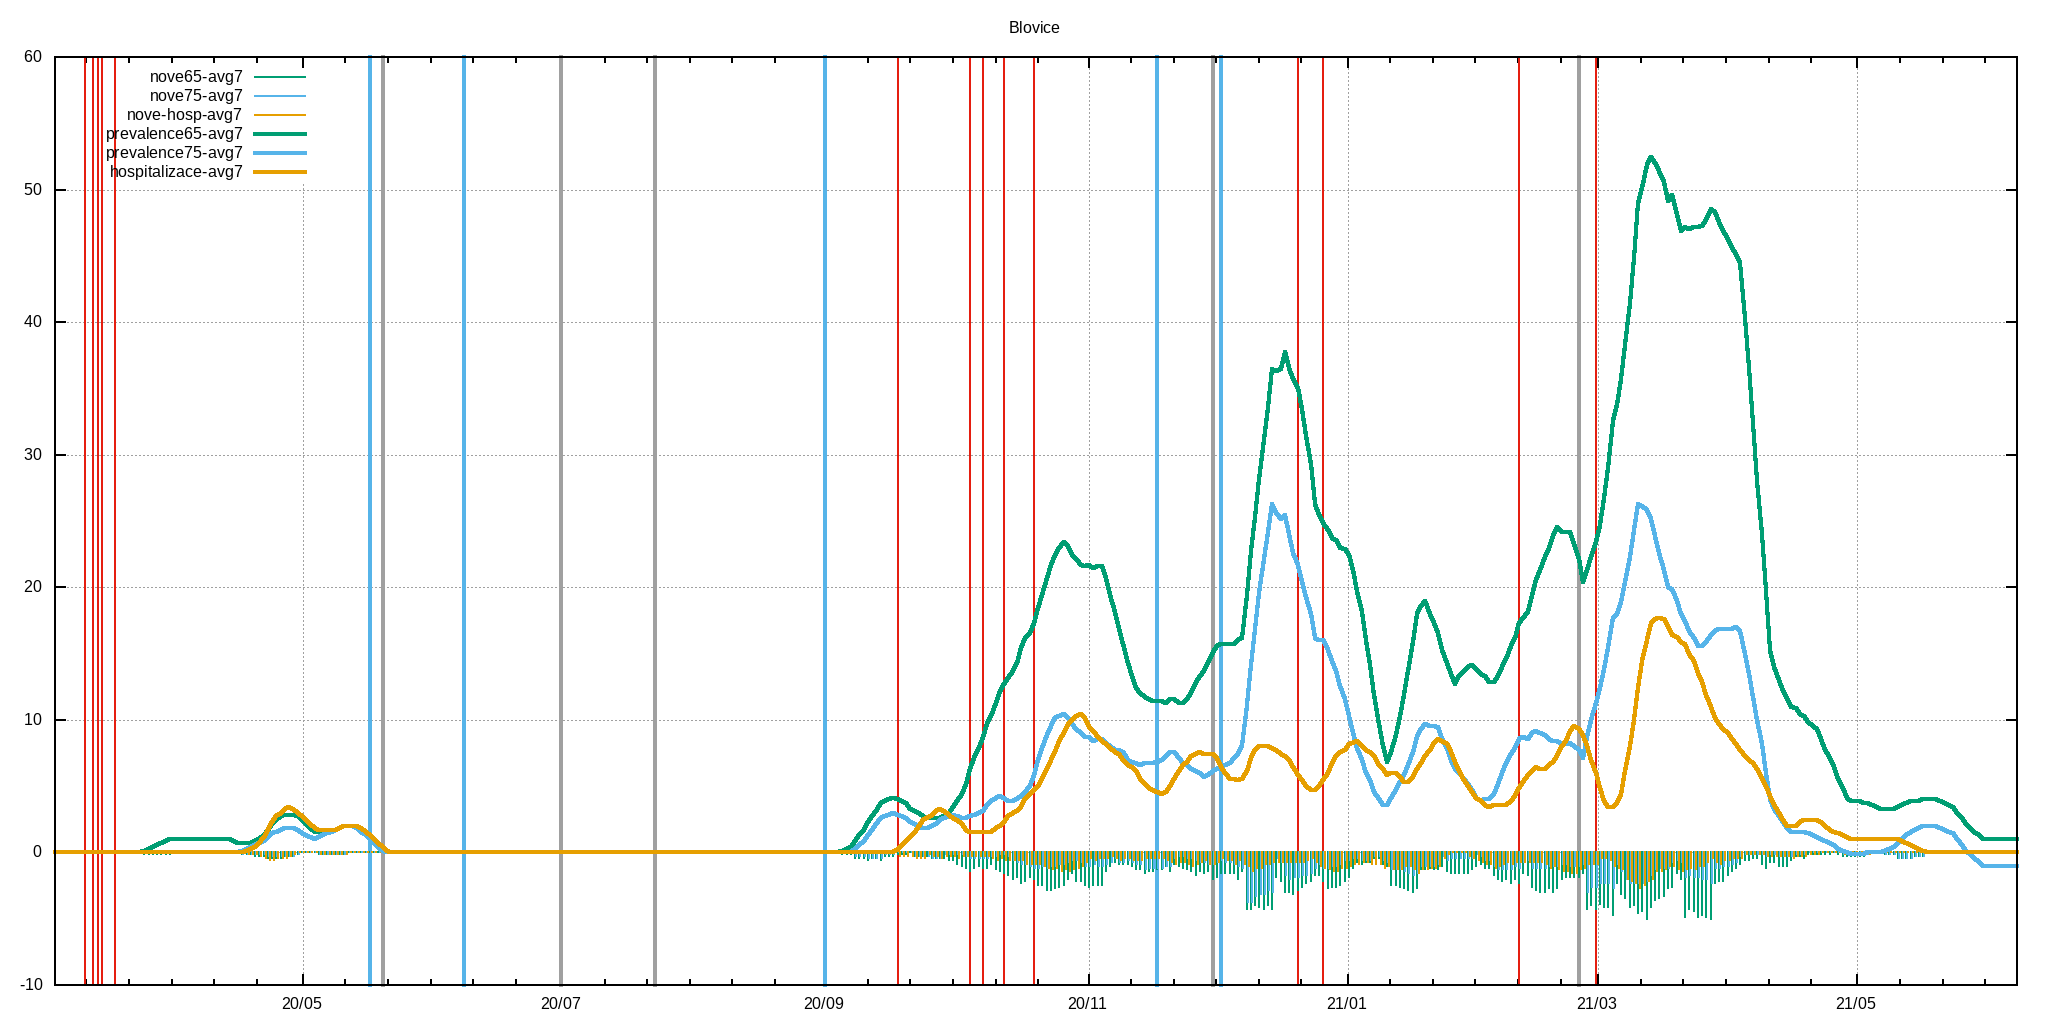 Blovice
60
nove65-avg7
nove75-avg7
nove-hosp-avg7
prevalence65-avg7
prevalence75-avg7
hospitalizace-avg7
50
40
30
20
10
0
-10
20/05
20/07
20/09
20/11
21/01
21/03
21/05